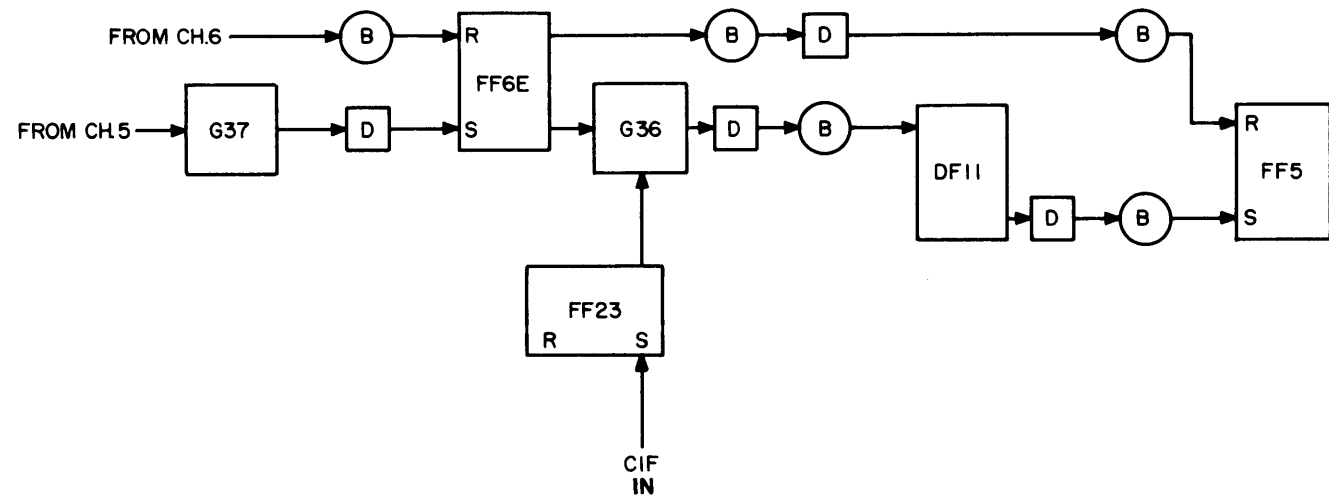 FROM CH.6
B
R
FF6E
S
B
D
B
FROM CH.5
G37
D
G36
D
B
DF11
D
B
R
FF5
S
FF23
R
S
CIF
IN